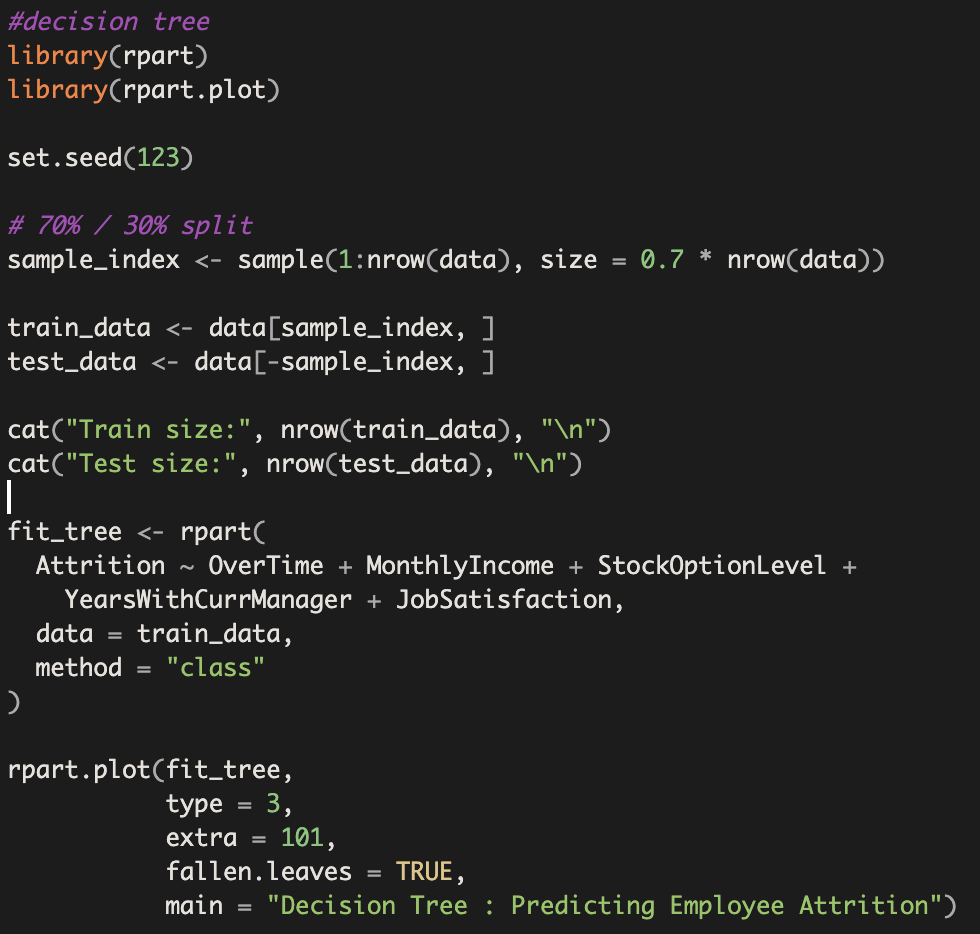 #decision tree
library(rpart)
library(rpart.plot)

set.seed(123)

# 70% / 30% split
sample_index <- sample(1:nrow(data), size = 0.7 * nrow(data))

train_data <- data[sample_index, ]
test_data <- data[-sample_index, ]

cat("Train size:", nrow(train_data), "\n")
cat("Test size:", nrow(test_data), "\n")

fit_tree <- rpart(
  Attrition ~ OverTime + MonthlyIncome + StockOptionLevel +
    YearsWithCurrManager + JobSatisfaction,
  data = train_data,
  method = "class"
)

rpart.plot(fit_tree,
           type = 3,
           extra = 101,
           fallen.leaves = TRUE,
           main = "Decision Tree : Predicting Employee Attrition")